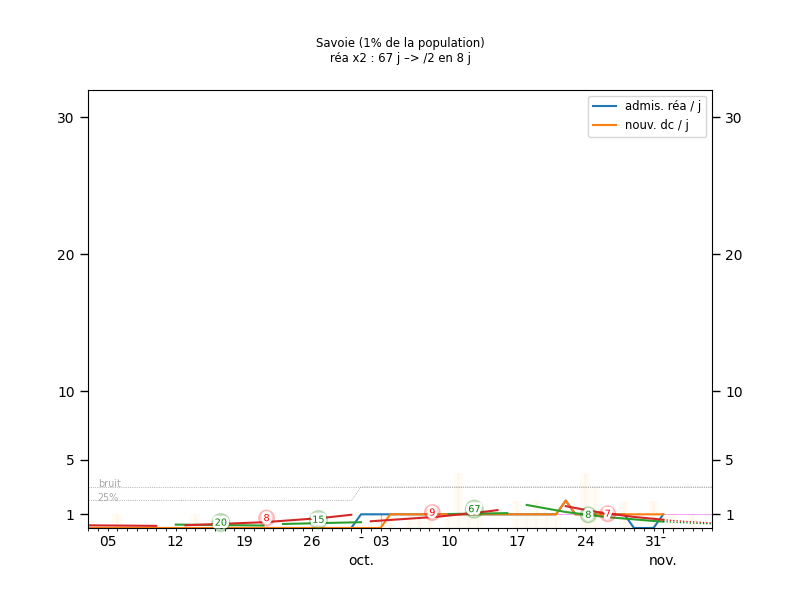 Savoie (1% de la population)
réa x2 : 67 j –> /2 en 8 j
admis. réa / j
nouv. dc / j
30 30
20 20
10 10
5 5
1 1
bruit
25%
20 8 15 9 67 8 7
05 12 19 26 - 03 10 17 24 31-
oct. nov.